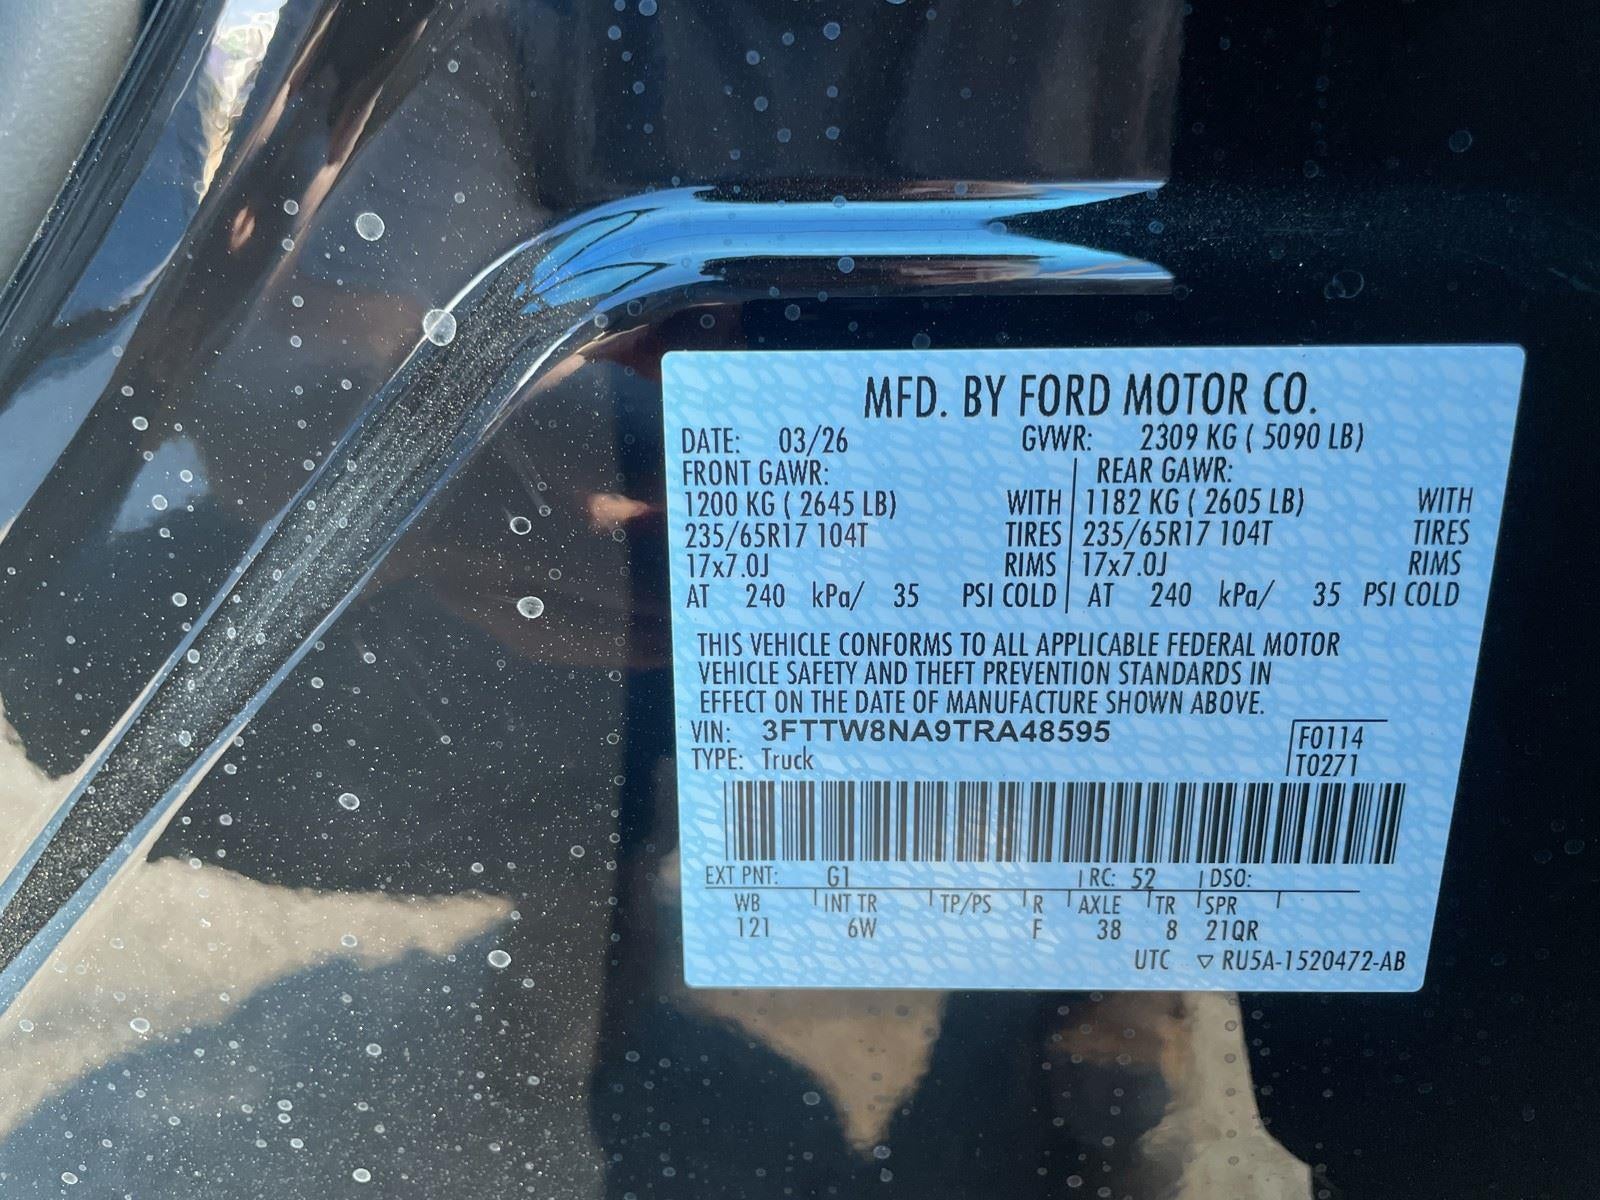 MFD. BY FORD MOTOR CO.
DATE: 03/26 GVWR: 2309 KG ( 5090 LB)
FRONT GAWR: REAR GAWR:
1200 KG ( 2645 LB) WITH 1182 KG ( 2605 LB) WITH
235/65R17 104T TIRES 235/65R17 104T TIRES
17x7.0J RIMS 17x7.0J RIMS
AT 240 kPa/ 35 PSI COLD AT 240 kPa/ 35 PSI COLD
THIS VEHICLE CONFORMS TO ALL APPLICABLE FEDERAL MOTOR
VEHICLE SAFETY AND THEFT PREVENTION STANDARDS IN
EFFECT ON THE DATE OF MANUFACTURE SHOWN ABOVE.
VIN: 3FTTW8NA9TRA48595 F0114
TYPE: Truck T0271
EXT PNT: G1 RC: 52 DSO:
WB INT TR TP/PS R AXLE TR SPR
121 6W F 38 8 21QR
UTC ▽ RU5A-1520472-AB